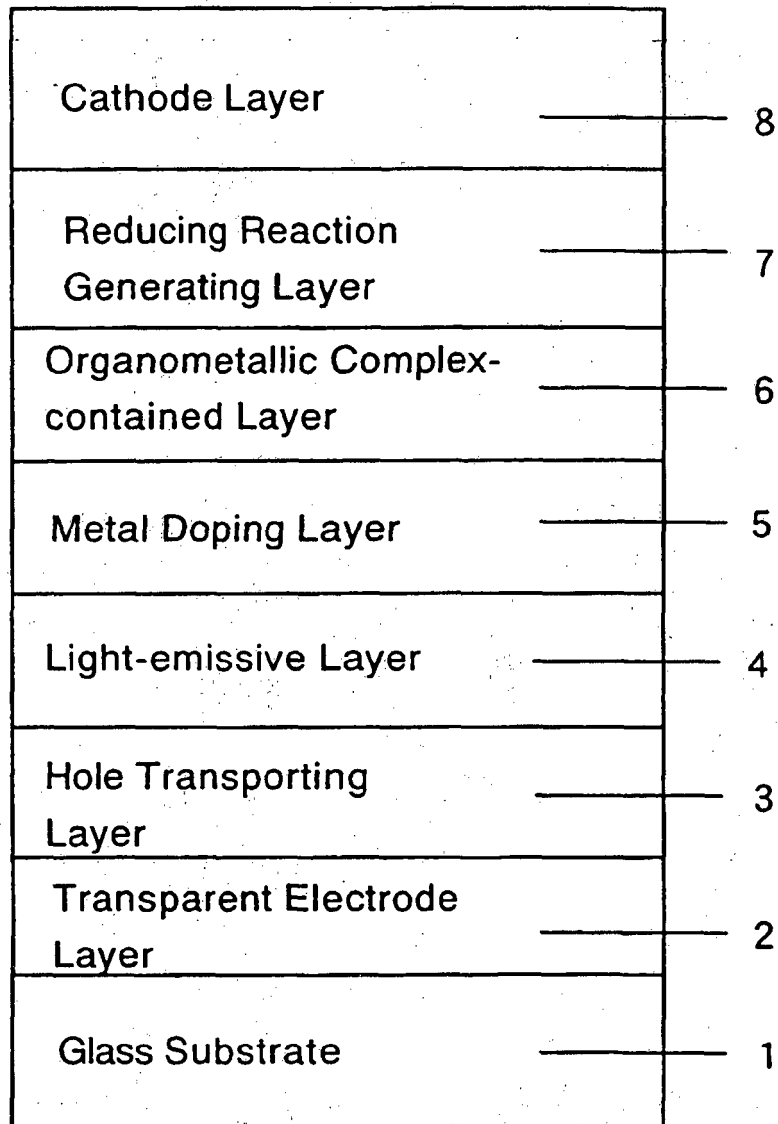 Cathode Layer
8
Reducing Reaction
Generating Layer
7
Organometallic Complex-
contained Layer
6
Metal Doping Layer
5
Light-emissive Layer
4
Hole Transporting
Layer
3
Transparent Electrode
Layer
2
Glass Substrate
1